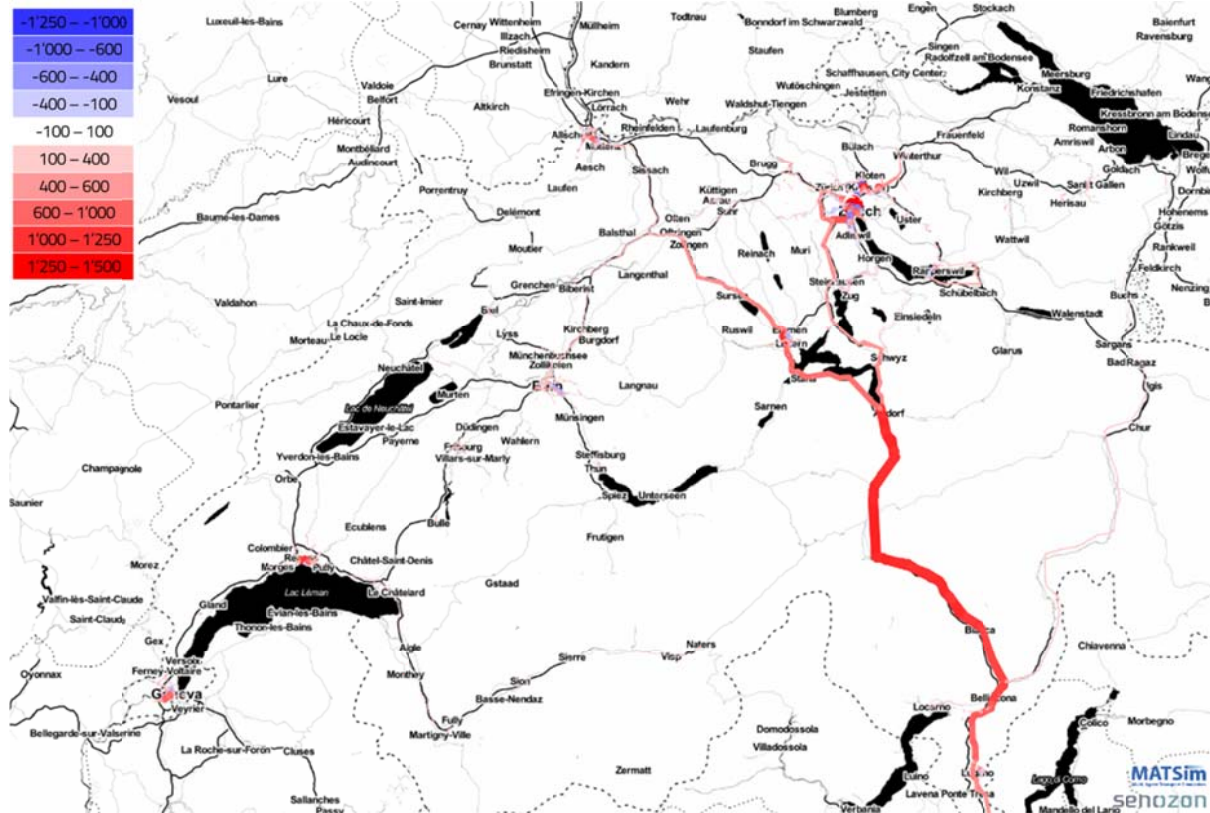 -1'250 – -1'000
-1'000 – -600
-600 – -400
-400 – -100
-100 – 100
100 – 400
400 – 600
600 – 1'000
1'000 – 1'250
1'250 – 1'500
Luxeuil-les-Bains
Cernay
Wittenheim
Müllheim
Todtnau
Bonndorf im Schwarzwald
Blumberg
Engen
Stockach
Baienfurt
Ravensburg
Illzach
Riedisheim
Brunstatt
Kandern
Staufen
Singen
Radolfzell am Bodensee
Meersburg
Friedrichshafen
Lure
Valdoie
Belfort
Altkirch
Efringen-Kirchen
Lörrach
Wehr
Wutöschingen
Schaffhausen, City Center
Jestetten
Konstanz
Vesoul
Héricourt
Waldshut-Tiengen
Rheinfelden
Laufenburg
Romanshorn
Lindau
Montbéliard
Audincourt
Aesch
Sissach
Brugg
Bülach
Frauenfeld
Amriswil
Arbon
Kloten
Winterthur
Wil
Uzwil
Kirchberg
Sankt Gallen
Herisau
Porrentruy
Laufen
Küttigen
Suhr
Baume-les-Dames
Delémont
Olten
Oftringen
Zofingen
Uster
Hohenems
Götzis
Rankweil
Feldkirch
Moutier
Balsthal
Reinach
Muri
Adliswil
Horgen
Wattwil
Rapperswil
Valdahon
Saint-Imier
Grenchen
Biberist
Langenthal
Steinhausen
Zug
Schübelbach
Buchs
Nenzing
La Chaux-de-Fonds
Le Locle
Morteau
Biel
Lyss
Kirchberg
Burgdorf
Sursee
Ruswil
Einsiedeln
Walenstadt
Sargans
Bad Ragaz
Glarus
Schwyz
Neuchâtel
Münchenbuchsee
Zollikofen
Langnau
Stans
Igis
Pontarlier
Lac de Neuchâtel
Murten
Estavayer-le-Lac
Payerne
Münsingen
Sarnen
Altdorf
Chur
Düdingen
Wahlern
Fribourg
Villars-sur-Marly
Steffisburg
Thun
Champagnole
Yverdon-les-Bains
Orbe
Spiez
Unterseen
Bulle
Ecublens
Frutigen
Colombier
Morges
Pully
Châtel-Saint-Denis
Morez
Gstaad
Valfin-lès-Saint-Claude
Gland
Lac Léman
Le Châtelard
Évian-les-Bains
Thonon-les-Bains
Gex
Aigle
Biasca
Chiavenna
Oyonnax
Versoix
Ferney-Voltaire
Geneva
Veyrier
Monthey
Sierre
Visp
Naters
Sion
Basse-Nendaz
Bellinzona
Locarno
Colico
Morbegno
Bellegarde-sur-Valserine
Fully
Martigny-Ville
Domodossola
Villadossola
La Roche-sur-Foron
Cluses
Zermatt
Lugano
Luino
Lavena Ponte Tresa
Lago di Como
Sallanches
Passy
Verbania
Mandello del Lario
MATSim
senozon